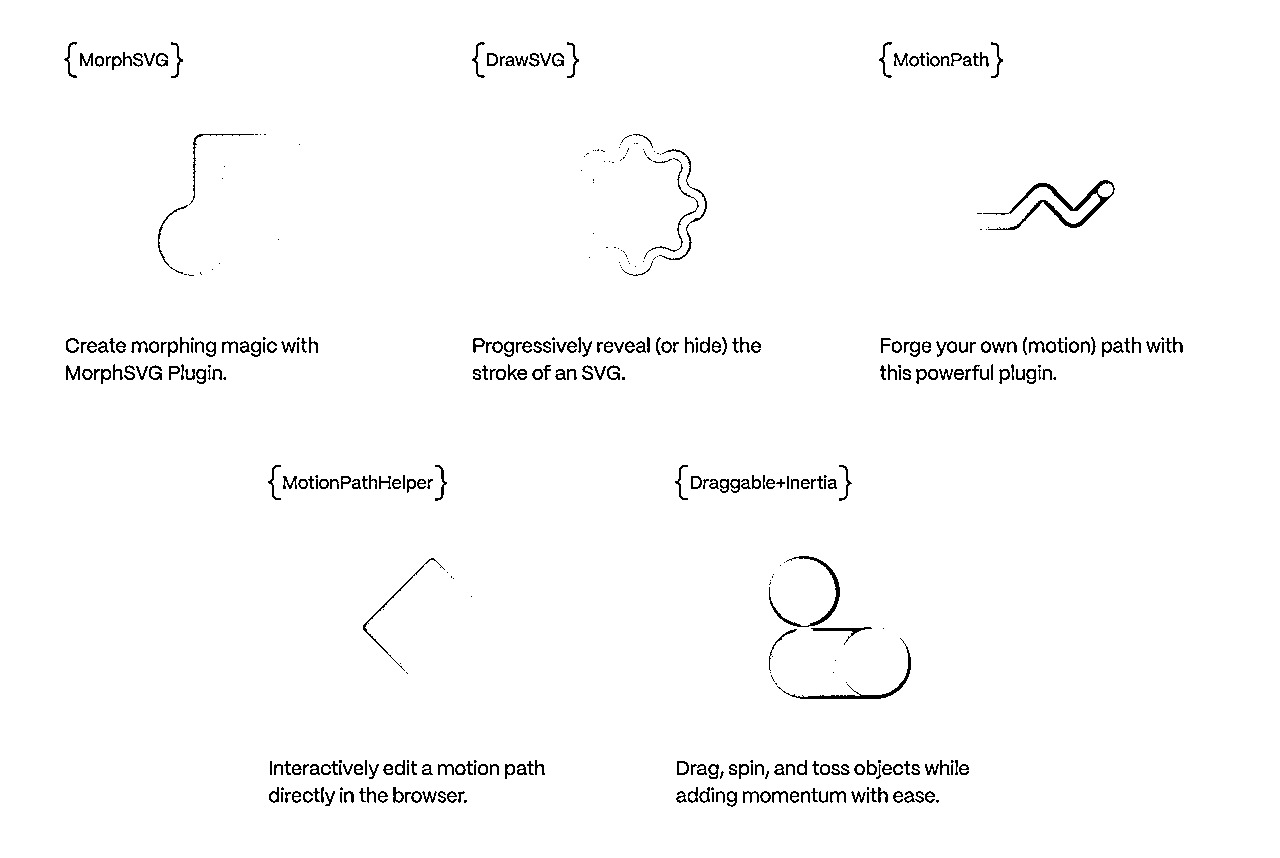 {MorphSVG}
{DrawSVG}
{MotionPath}
Create morphing magic with
MorphSVG Plugin.
Progressively reveal (or hide) the
stroke of an SVG.
Forge your own (motion) path with
this powerful plugin.
{MotionPathHelper}
{Draggable+Inertia}
Interactively edit a motion path
directly in the browser.
Drag, spin, and toss objects while
adding momentum with ease.